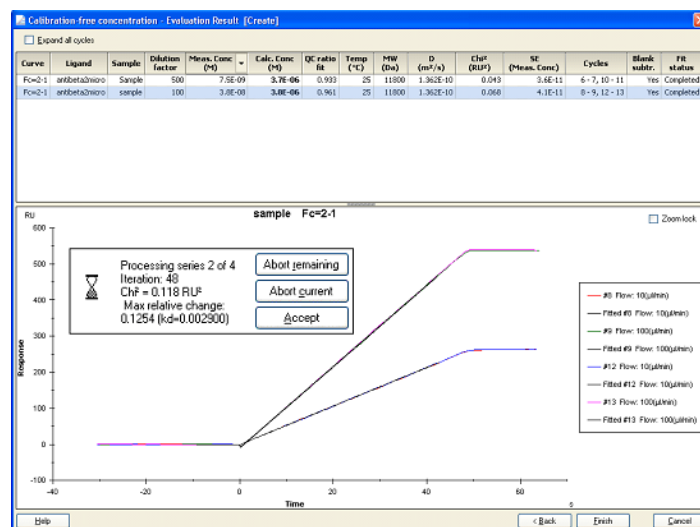 Calibration-free concentration - Evaluation Result [Create]
Expand all cycles
Curve Ligand Sample Dilution factor Meas. Conc (M) Calc. Conc (M) QC ratio fit Temp (°C) MW (Da) D (m²/s) Chi² (RU²) SE (Meas. Conc) Cycles Blank subtr. Fit status
Fc=2-1 antibeta2micro Sample 500 7.5E-09 3.7E-06 0.933 25 11800 1.362E-10 0.043 3.6E-11 6 - 7, 10 - 11 Yes Completed
Fc=2-1 antibeta2micro sample 100 3.8E-08 3.8E-06 0.961 25 11800 1.362E-10 0.068 4.1E-11 8 - 9, 12 - 13 Yes Completed
sample Fc=2-1
Zoom lock
RU
600
500
400
300
200
100
0
-100
Response
Processing series 2 of 4
Iteration: 48
Chi² = 0.118 RU²
Max relative change:
0.1254 (kd=0.002900)
Abort remaining
Abort current
Accept
#8 Flow: 10(µl/min)
Fitted #8 Flow: 10(µl/min)
#9 Flow: 100(µl/min)
Fitted #9 Flow: 100(µl/min)
#12 Flow: 10(µl/min)
Fitted #12 Flow: 10(µl/min)
#13 Flow: 100(µl/min)
Fitted #13 Flow: 100(µl/min)
-40 -20 0 20 40 60
Time
s
Help
< Back
Finish
Cancel